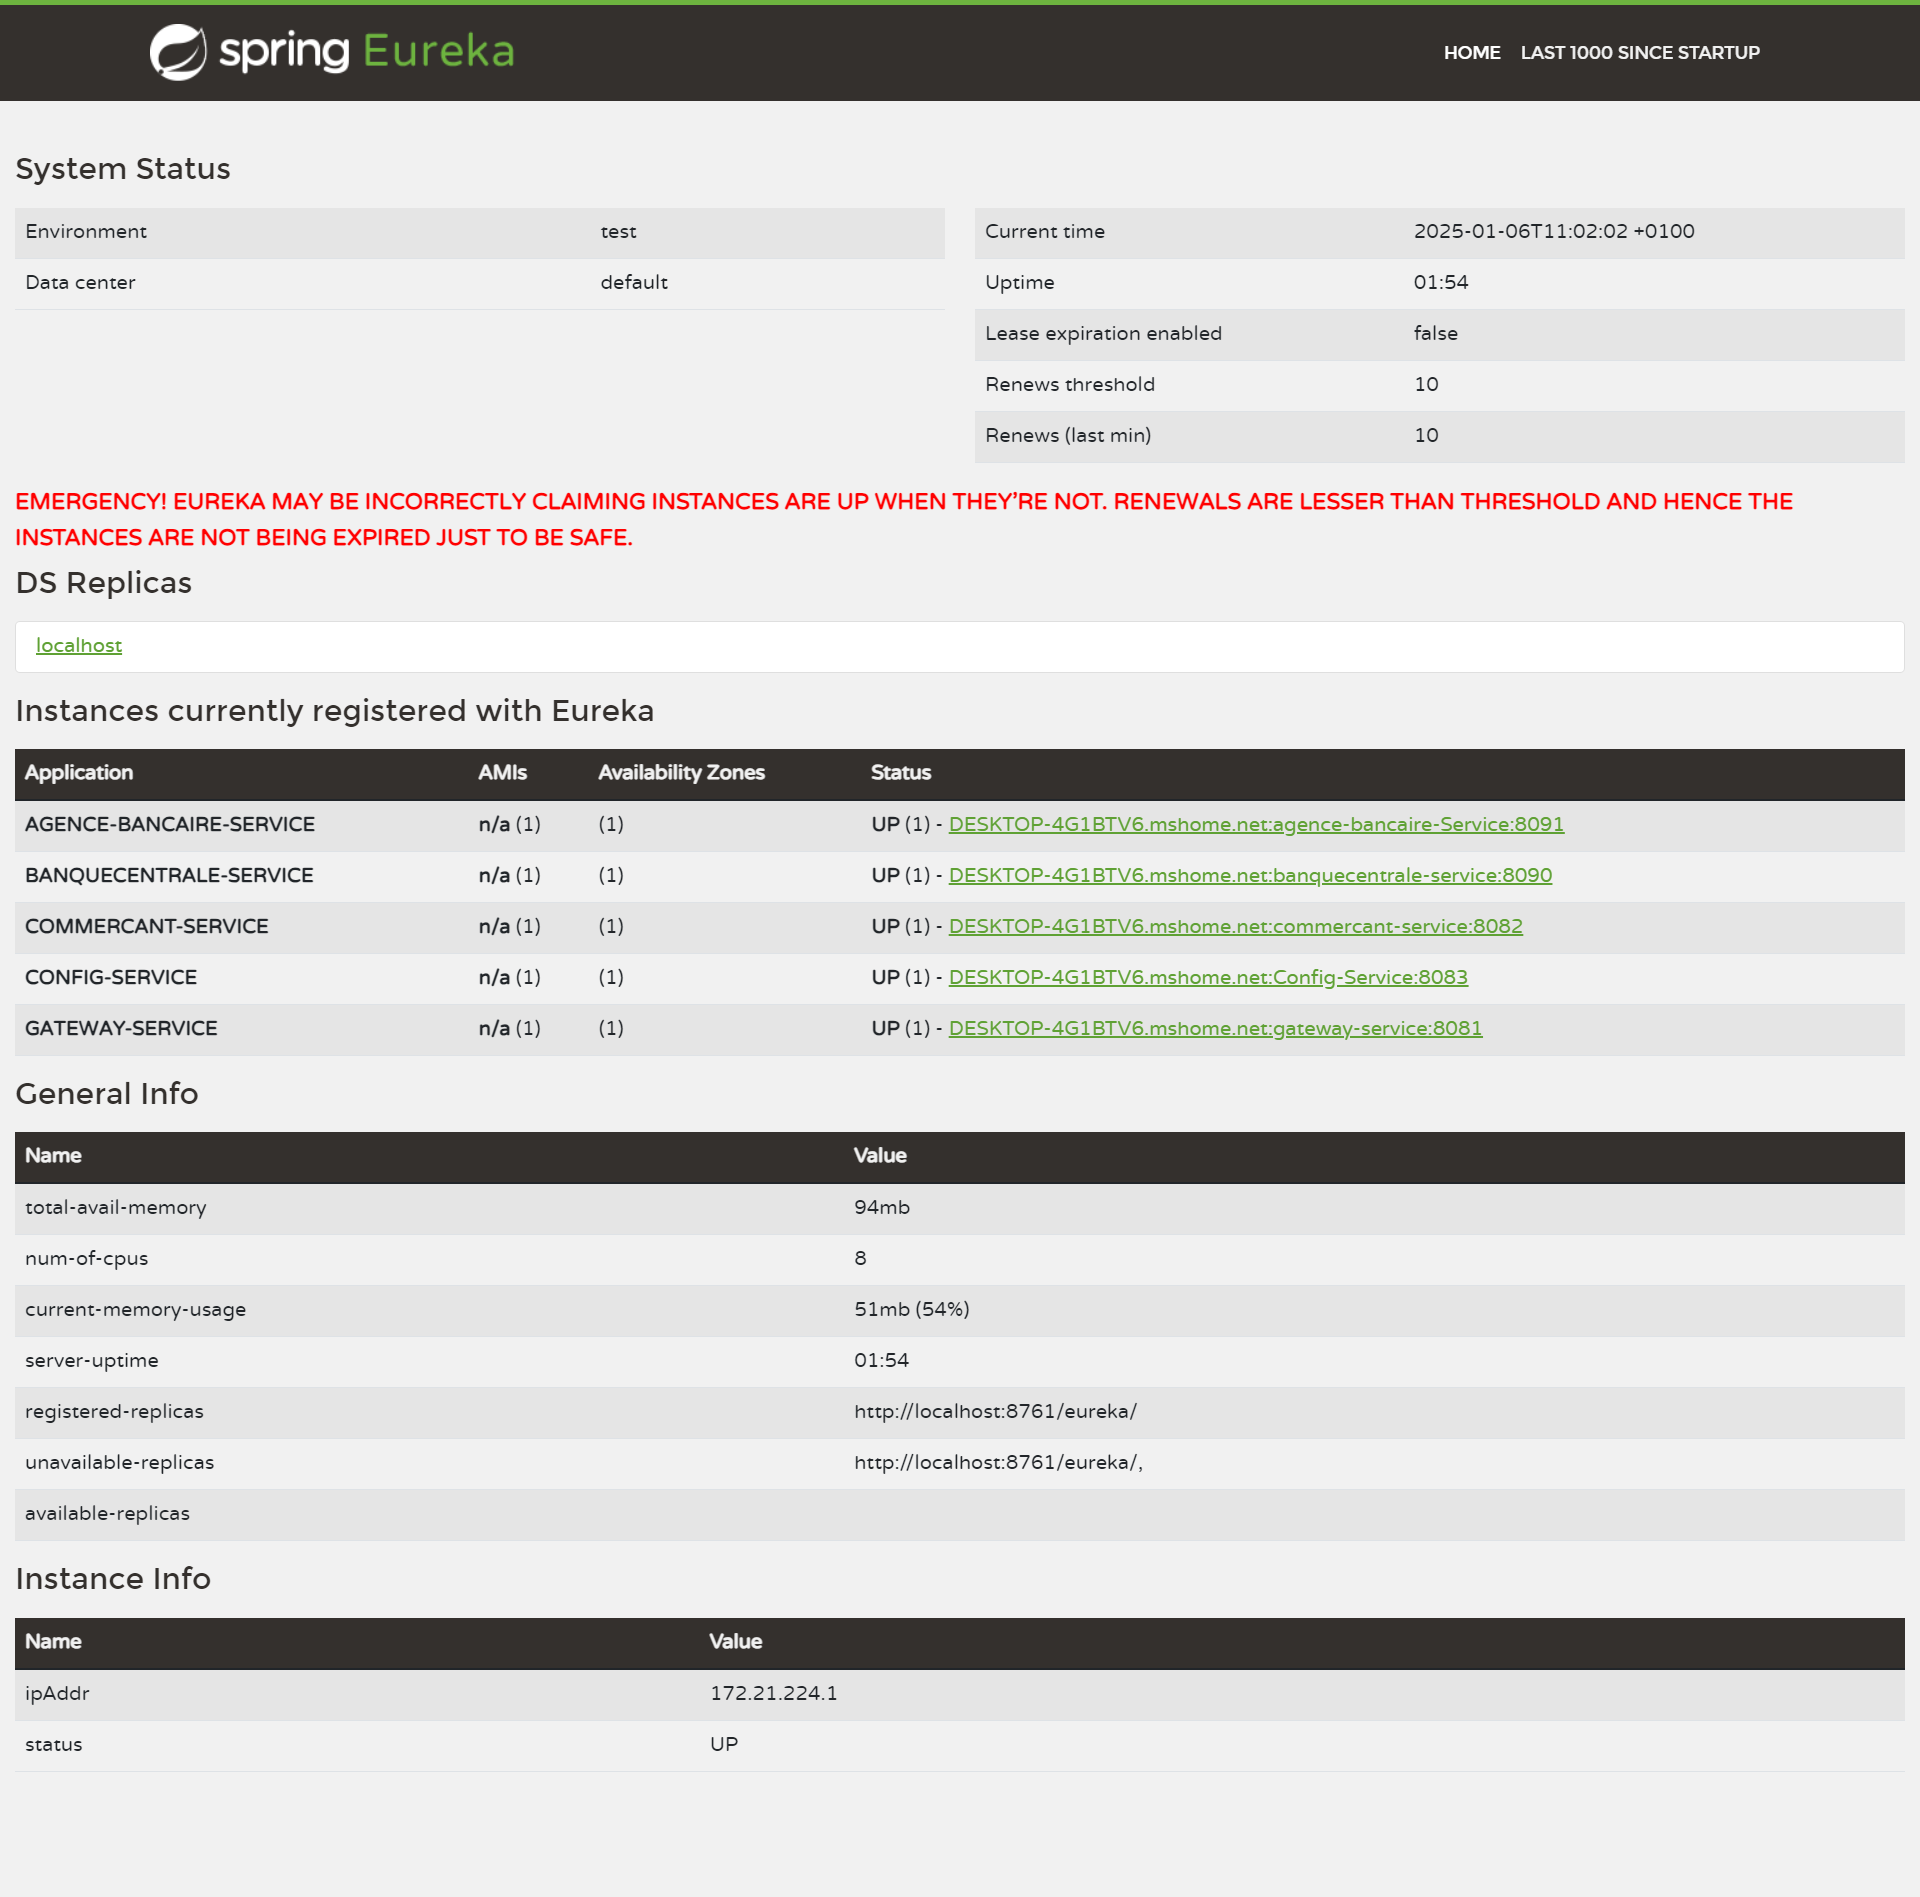 spring Eureka
HOME LAST 1000 SINCE STARTUP
System Status
Environment test
Data center default
Current time 2025-01-06T11:02:02 +0100
Uptime 01:54
Lease expiration enabled false
Renews threshold 10
Renews (last min) 10
EMERGENCY! EUREKA MAY BE INCORRECTLY CLAIMING INSTANCES ARE UP WHEN THEY'RE NOT. RENEWALS ARE LESSER THAN THRESHOLD AND HENCE THE
INSTANCES ARE NOT BEING EXPIRED JUST TO BE SAFE.
DS Replicas
localhost
Instances currently registered with Eureka
Application AMIs Availability Zones Status
AGENCE-BANCAIRE-SERVICE n/a (1) (1) UP (1) - DESKTOP-4G1BTV6.mshome.net:agence-bancaire-Service:8091
BANQUECENTRALE-SERVICE n/a (1) (1) UP (1) - DESKTOP-4G1BTV6.mshome.net:banquecentrale-service:8090
COMMERCANT-SERVICE n/a (1) (1) UP (1) - DESKTOP-4G1BTV6.mshome.net:commercant-service:8082
CONFIG-SERVICE n/a (1) (1) UP (1) - DESKTOP-4G1BTV6.mshome.net:Config-Service:8083
GATEWAY-SERVICE n/a (1) (1) UP (1) - DESKTOP-4G1BTV6.mshome.net:gateway-service:8081
General Info
Name Value
total-avail-memory 94mb
num-of-cpus 8
current-memory-usage 51mb (54%)
server-uptime 01:54
registered-replicas http://localhost:8761/eureka/
unavailable-replicas http://localhost:8761/eureka/,
available-replicas
Instance Info
Name Value
ipAddr 172.21.224.1
status UP